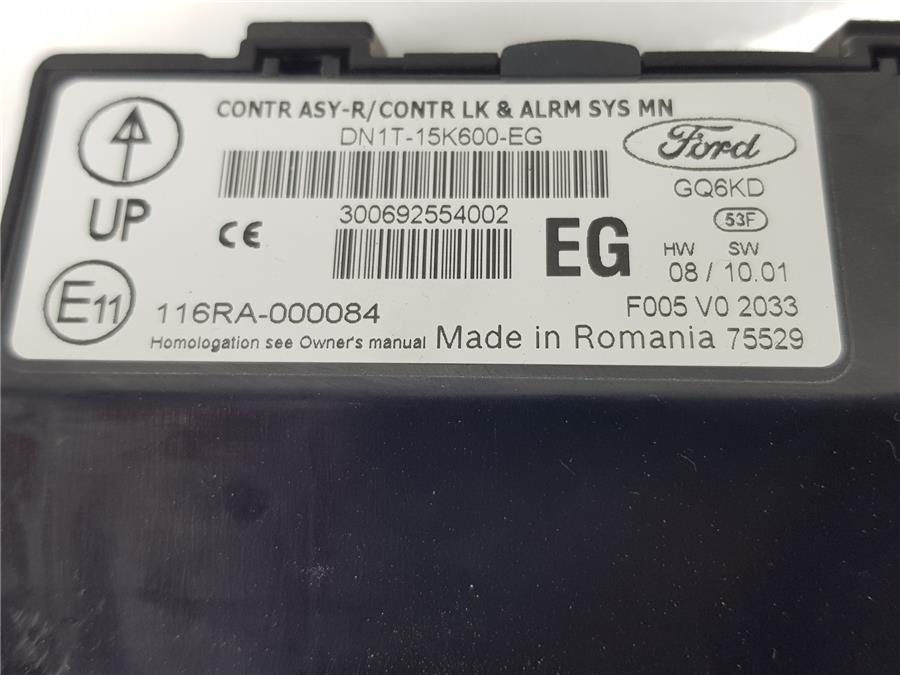 CONTR ASY-R/CONTR LK & ALRM SYS MN
DN1T-15K600-EG
Ford
GQ6KD
UP
300692554002
53F
CE
EG
HW SW
08 / 10.01
E11
116RA-000084
F005 V0 2033
Homologation see Owner's manual Made in Romania 75529